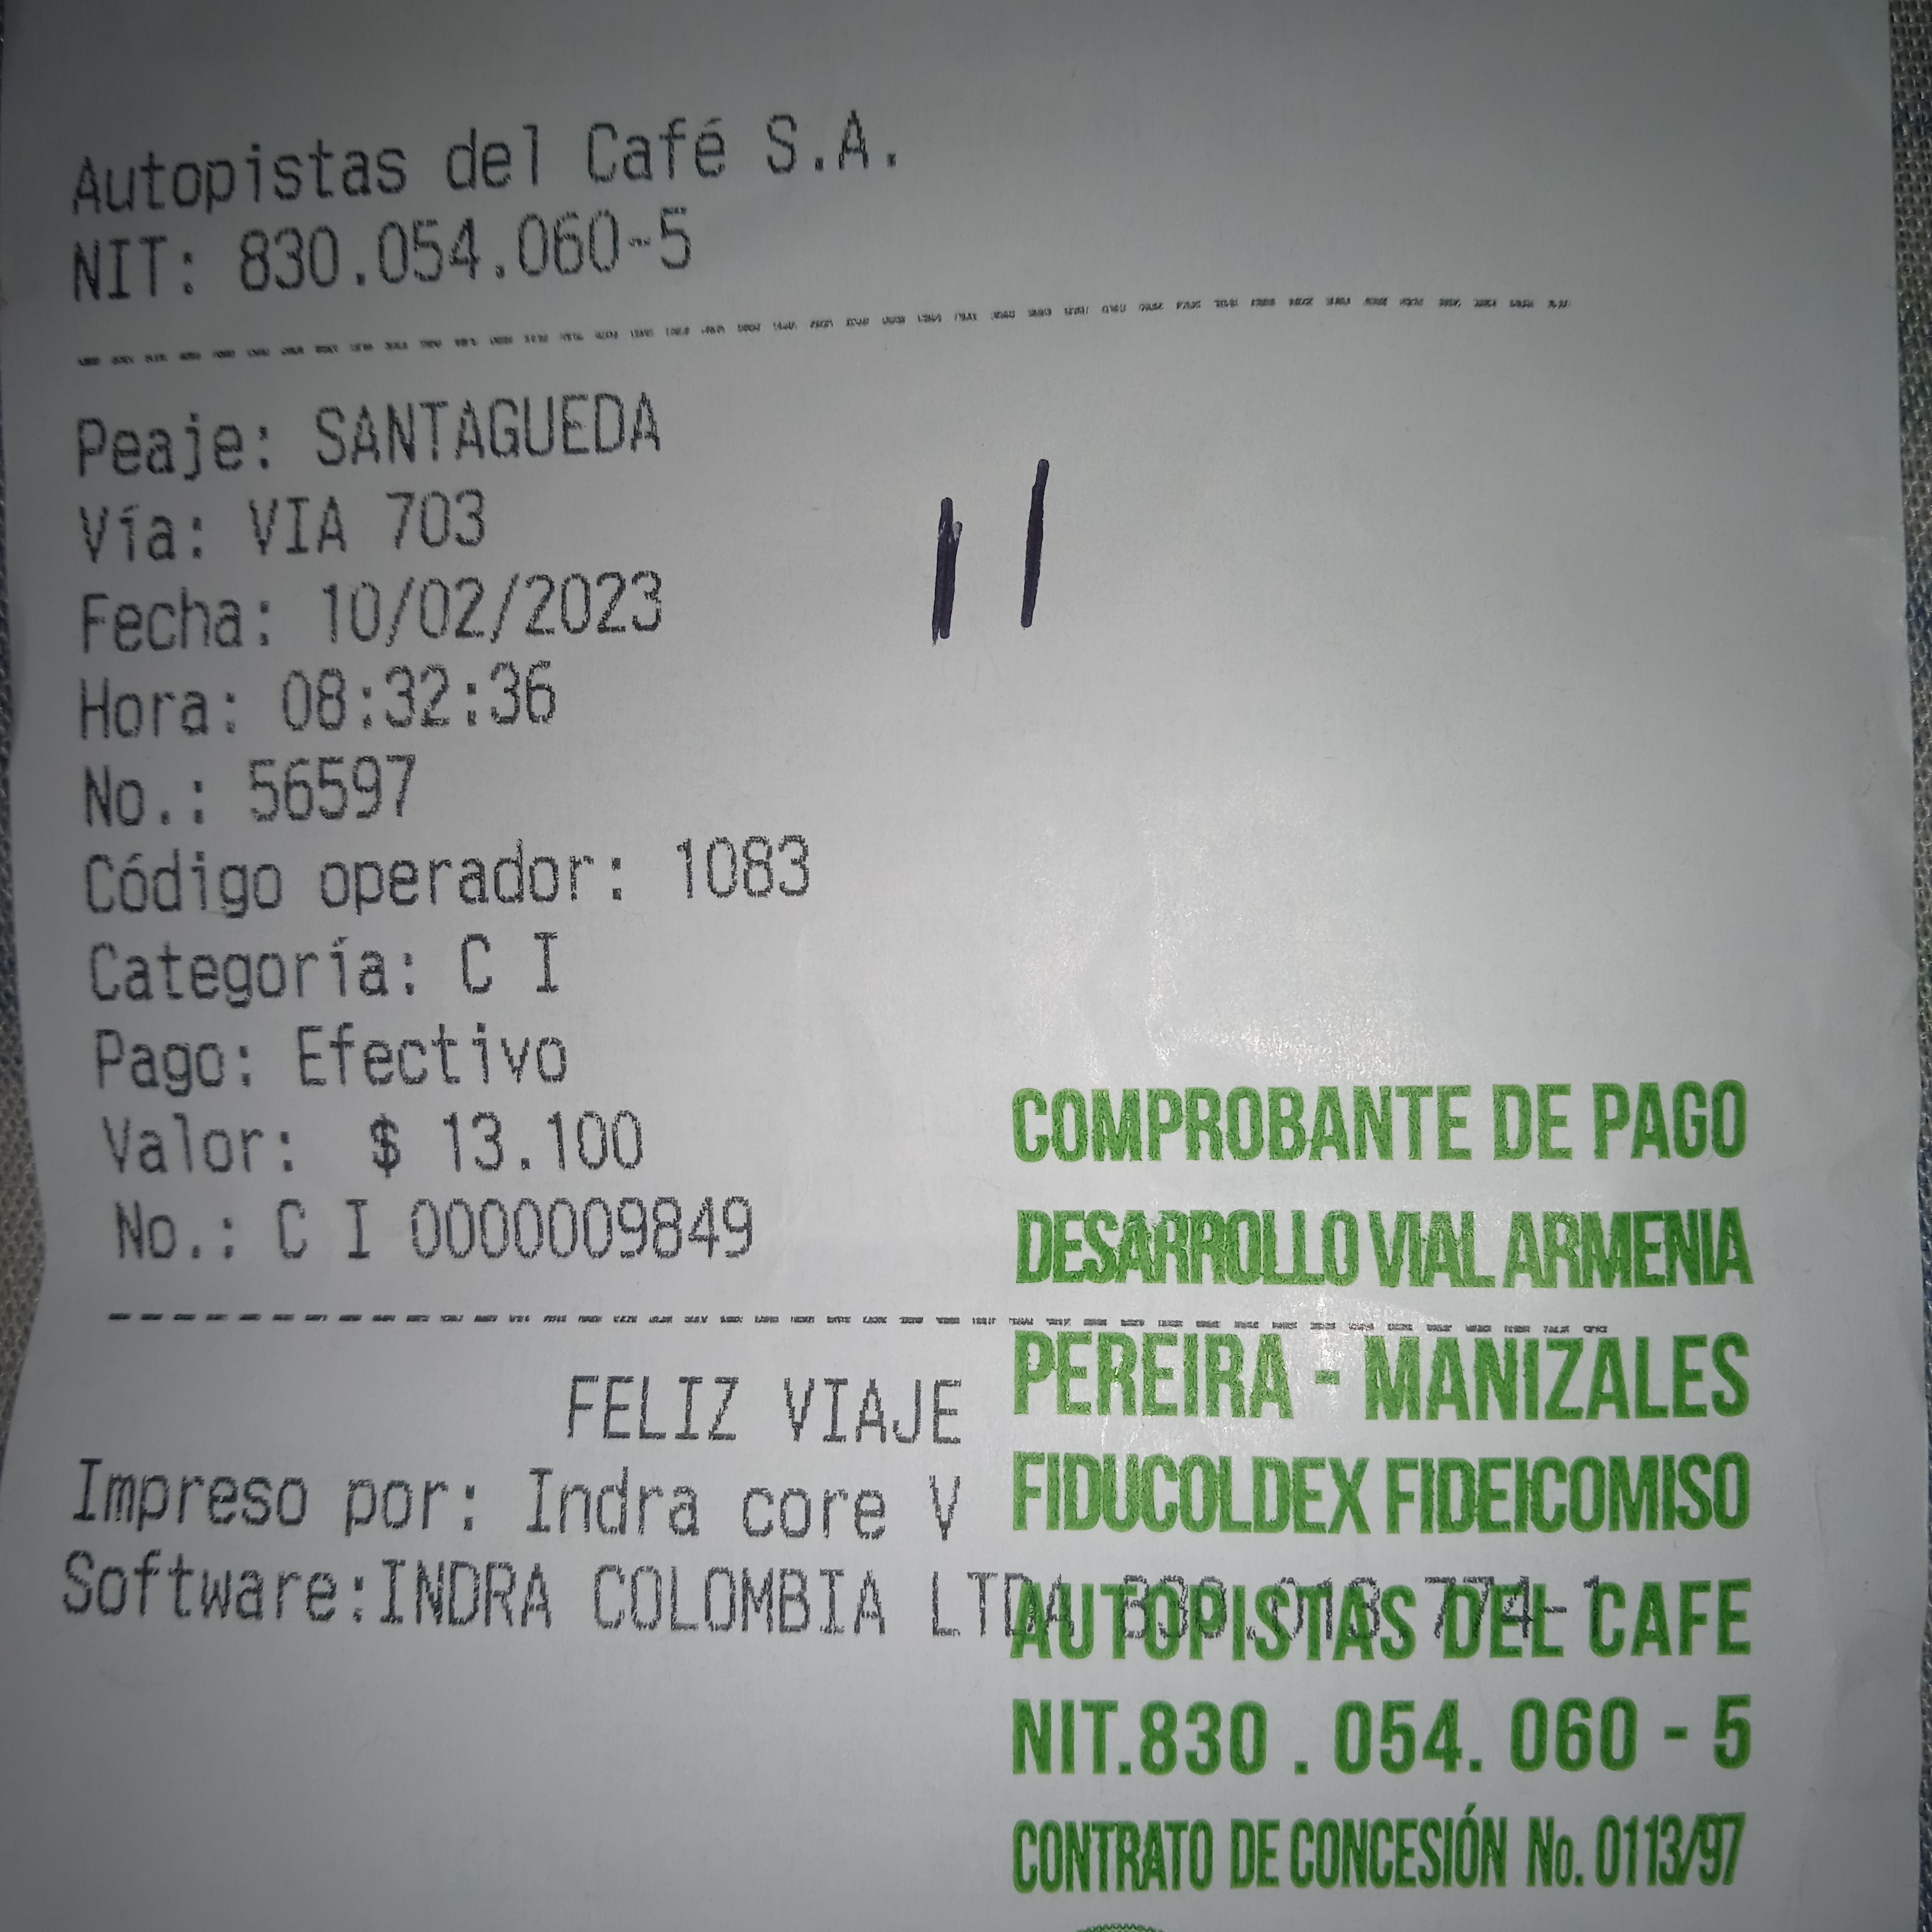 Autopistas del Café S.A.
NIT: 830.054.060-5
Peaje: SANTAGUEDA
Vía: VIA 703
11
Fecha: 10/02/2023
Hora: 08:32:36
No.: 56597
Código operador: 1083
Categoría: C I
Pago: Efectivo
Valor: $ 13.100
No.: C I 0000009849
FELIZ VIAJE
Impreso por: Indra core V
Software:INDRA COLOMBIA LTDA
COMPROBANTE DE PAGO
DESARROLLO VIAL ARMENIA
PEREIRA - MANIZALES
FIDUCOLDEX FIDEICOMISO
AUTOPISTAS DEL CAFE
NIT.830 . 054. 060 - 5
CONTRATO DE CONCESIÓN No. 0113/97